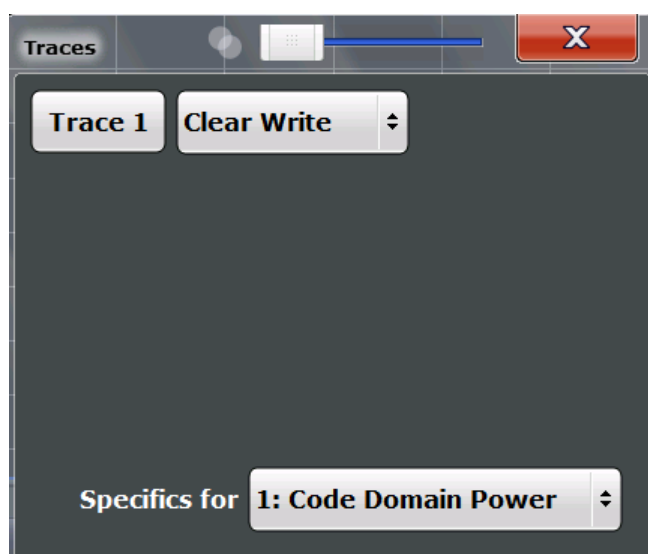 Traces X
Trace 1 Clear Write
Specifics for 1: Code Domain Power